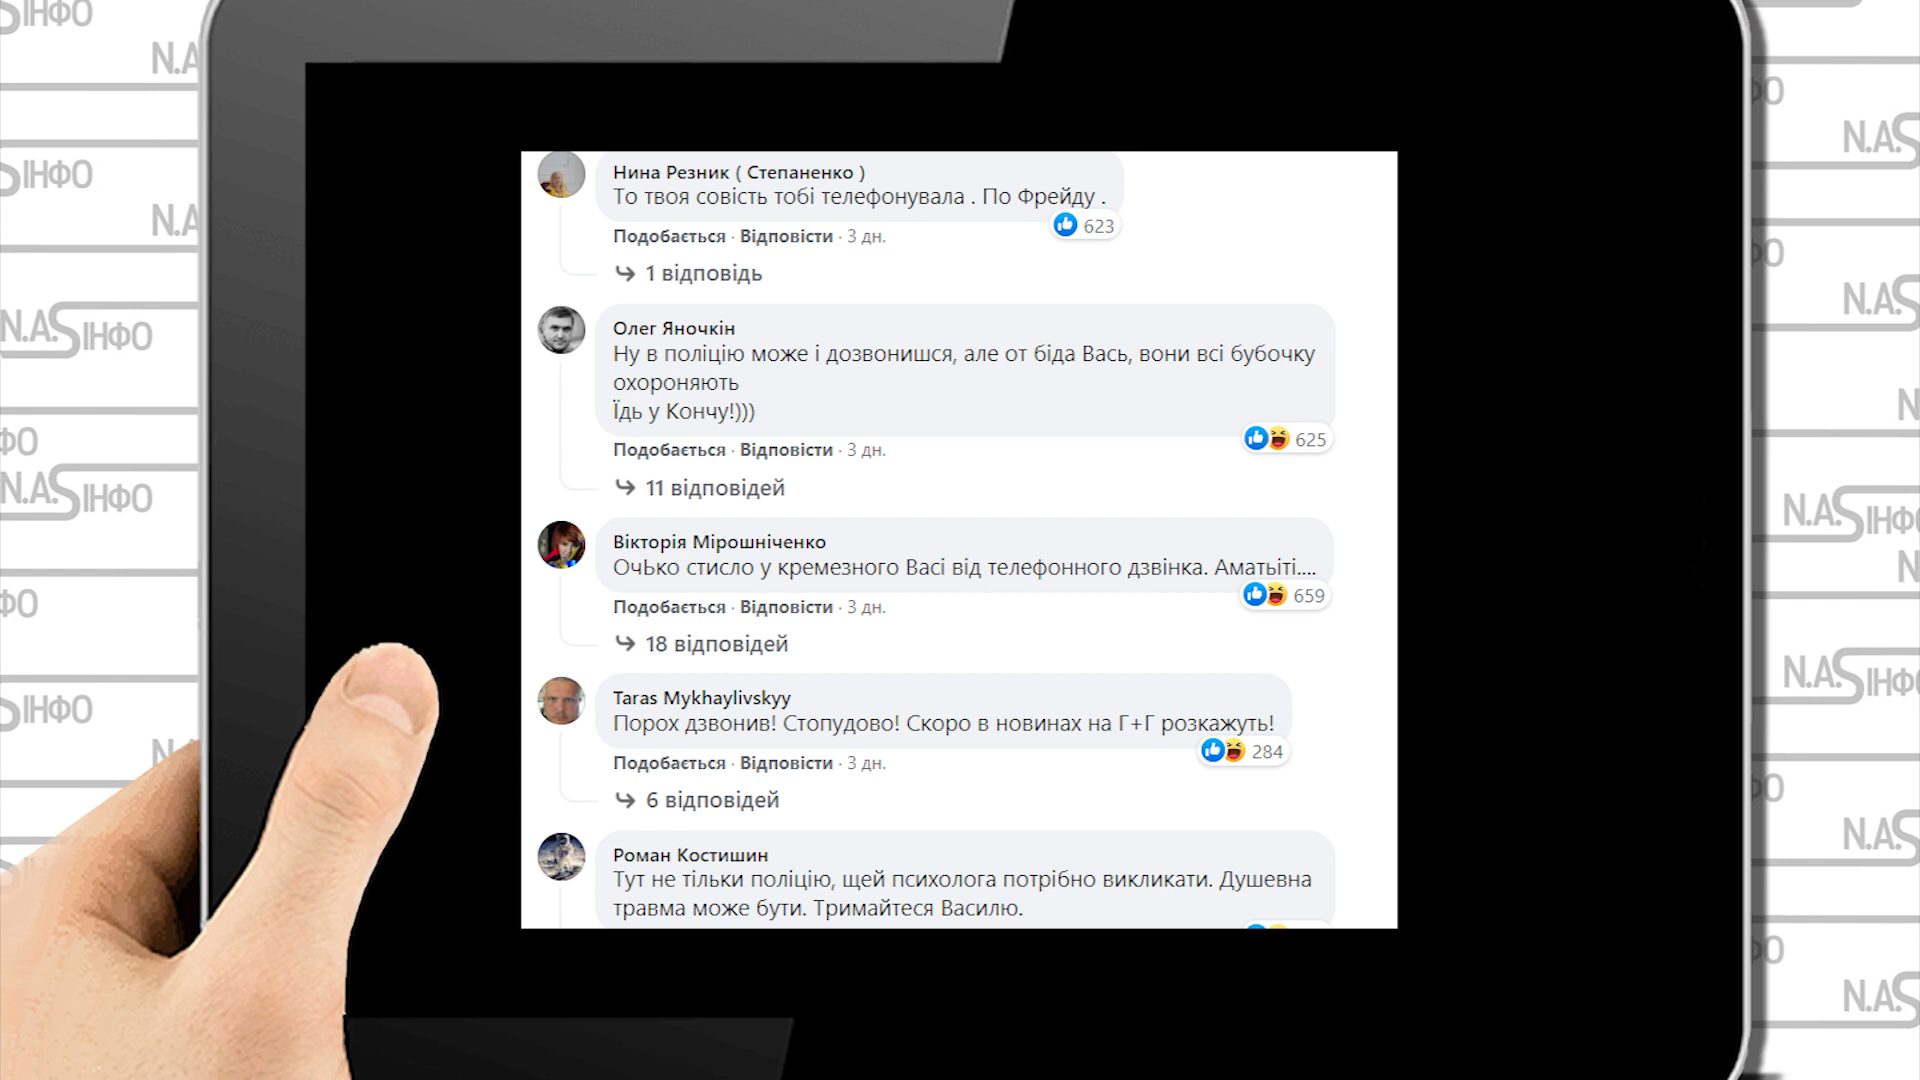 Нина Резник ( Степаненко )
То твоя совість тобі телефонувала . По Фрейду .
623
Подобається · Відповісти · 3 дн.
1 відповідь
Олег Яночкін
Ну в поліцію може і дозвонишся, але от біда Вась, вони всі бубочку
охороняють
Їдь у Кончу!)))
625
Подобається · Відповісти · 3 дн.
11 відповідей
Вікторія Мірошніченко
ОчЬко стисло у кремезного Васі від телефонного дзвінка. Аматьіті....
659
Подобається · Відповісти · 3 дн.
18 відповідей
Taras Mykhaylivskyy
Порох дзвонив! Стопудово! Скоро в новинах на Г+Г розкажуть!
284
Подобається · Відповісти · 3 дн.
6 відповідей
Роман Костишин
Тут не тільки поліцію, щей психолога потрібно викликати. Душевна
травма може бути. Тримайтеся Василю.
N.A.SІНФО
N.A.SІНФО
N.A.SІНФО
N.A.SІНФО